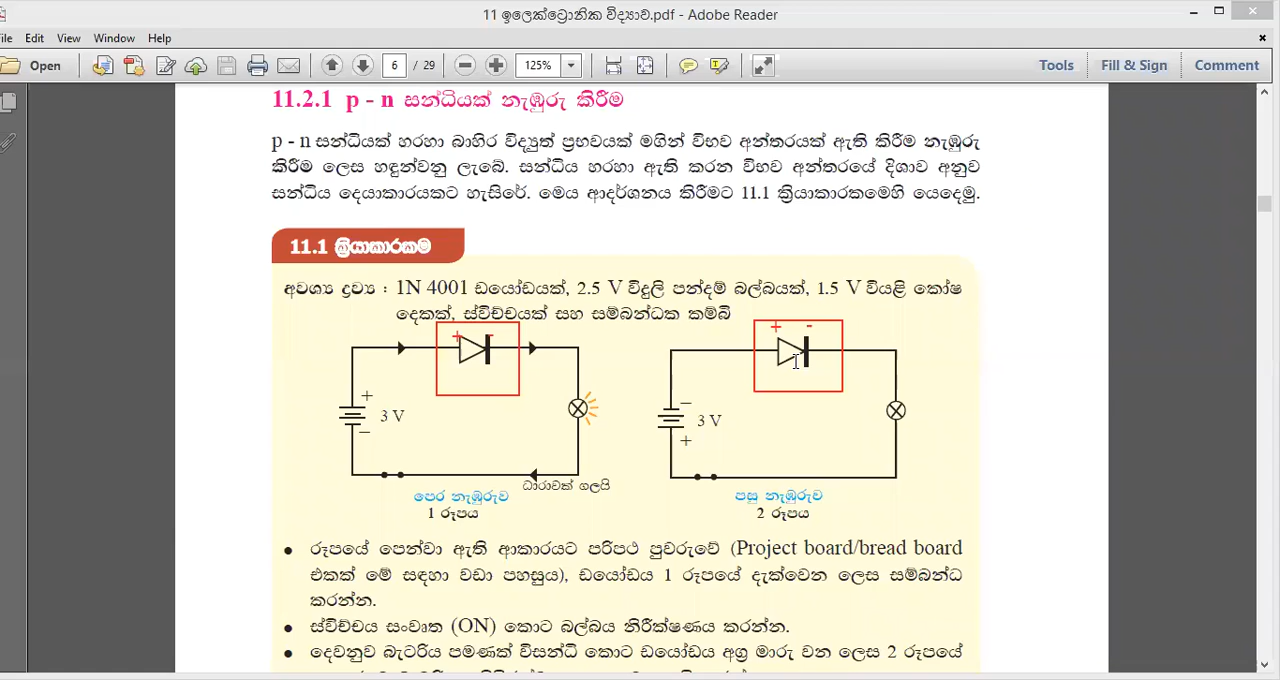 11 ඉලෙක්ට්‍රොනික විද්‍යාව.pdf - Adobe Reader
ile Edit View Window Help
Open 6 / 29 125% Tools Fill & Sign Comment
11.2.1 p - n සන්ධියක් නැඹුරු කිරීම
p - n සන්ධියක් හරහා බාහිර විද්‍යුත් ප්‍රභවයක් මගින් විභව අන්තරයක් ඇති කිරීම නැඹුරු
කිරීම ලෙස හඳුන්වනු ලැබේ. සන්ධිය හරහා ඇති කරන විභව අන්තරයේ දිශාව අනුව
සන්ධිය දෙයාකාරයකට හැසිරේ. මෙය ආදර්ශනය කිරීමට 11.1 ක්‍රියාකාරකමෙහි යෙදෙමු.
11.1 ක්‍රියාකාරකම
අවශ්‍ය ද්‍රව්‍ය : 1N 4001 ඩයෝඩයක්, 2.5 V විදුලි පන්දම් බල්බයක්, 1.5 V වියළි කෝෂ
දෙකක්, ස්විච්චයක් සහ සම්බන්ධක කම්බි
+ -
+
3 V
−
ධාරාවක් ගලයි
පෙර නැඹුරුව
1 රූපය
+ -
−
3 V
+
පසු නැඹුරුව
2 රූපය
● රූපයේ පෙන්වා ඇති ආකාරයට පරිපථ පුවරුවේ (Project board/bread board
එකක් මේ සඳහා වඩා පහසුය), ඩයෝඩය 1 රූපයේ දැක්වෙන ලෙස සම්බන්ධ
කරන්න.
● ස්විච්චය සංවෘත (ON) කොට බල්බය නිරීක්ෂණය කරන්න.
● දෙවනුව බැටරිය පමණක් විසන්ධි කොට ඩයෝඩය අග්‍ර මාරු වන ලෙස 2 රූපයේ